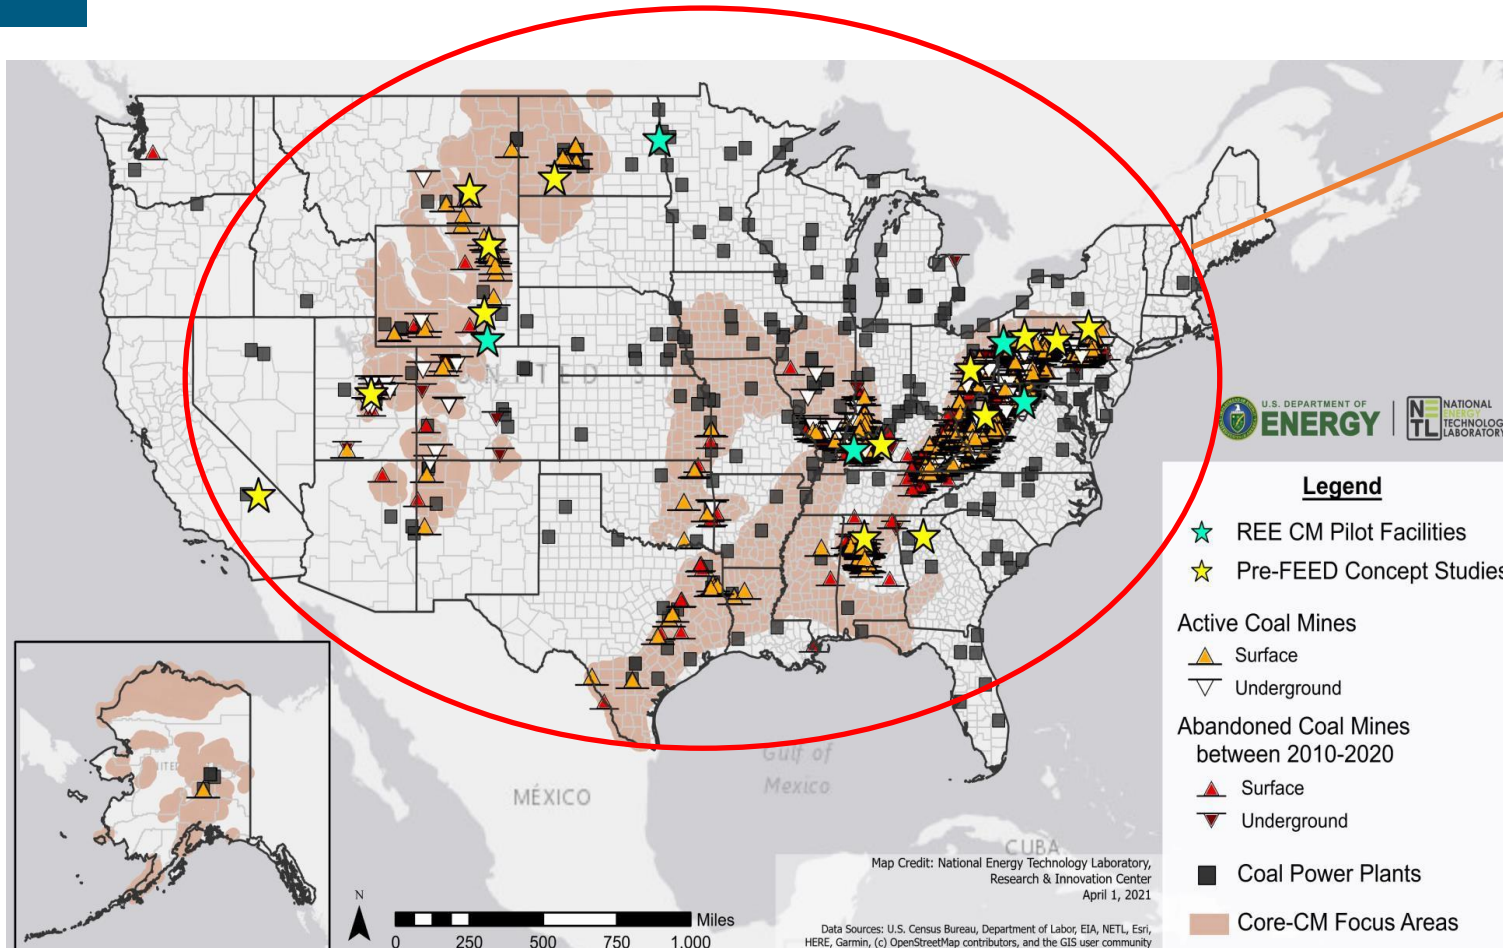 UNITED S
U.S. DEPARTMENT OF
ENERGY
NATIONAL
ENERGY
TECHNOLOGY
LABORATORY
NETL
Legend
REE CM Pilot Facilities
Pre-FEED Concept Studies
Active Coal Mines
Surface
Underground
Abandoned Coal Mines
between 2010-2020
Surface
Underground
Coal Power Plants
Core-CM Focus Areas
Gulf of
Mexico
MÉXICO
CUBA
UNITED
N
Miles
0 250 500 750 1,000
Map Credit: National Energy Technology Laboratory,
Research & Innovation Center
April 1, 2021
Data Sources: U.S. Census Bureau, Department of Labor, EIA, NETL, Esri,
HERE, Garmin, (c) OpenStreetMap contributors, and the GIS user community